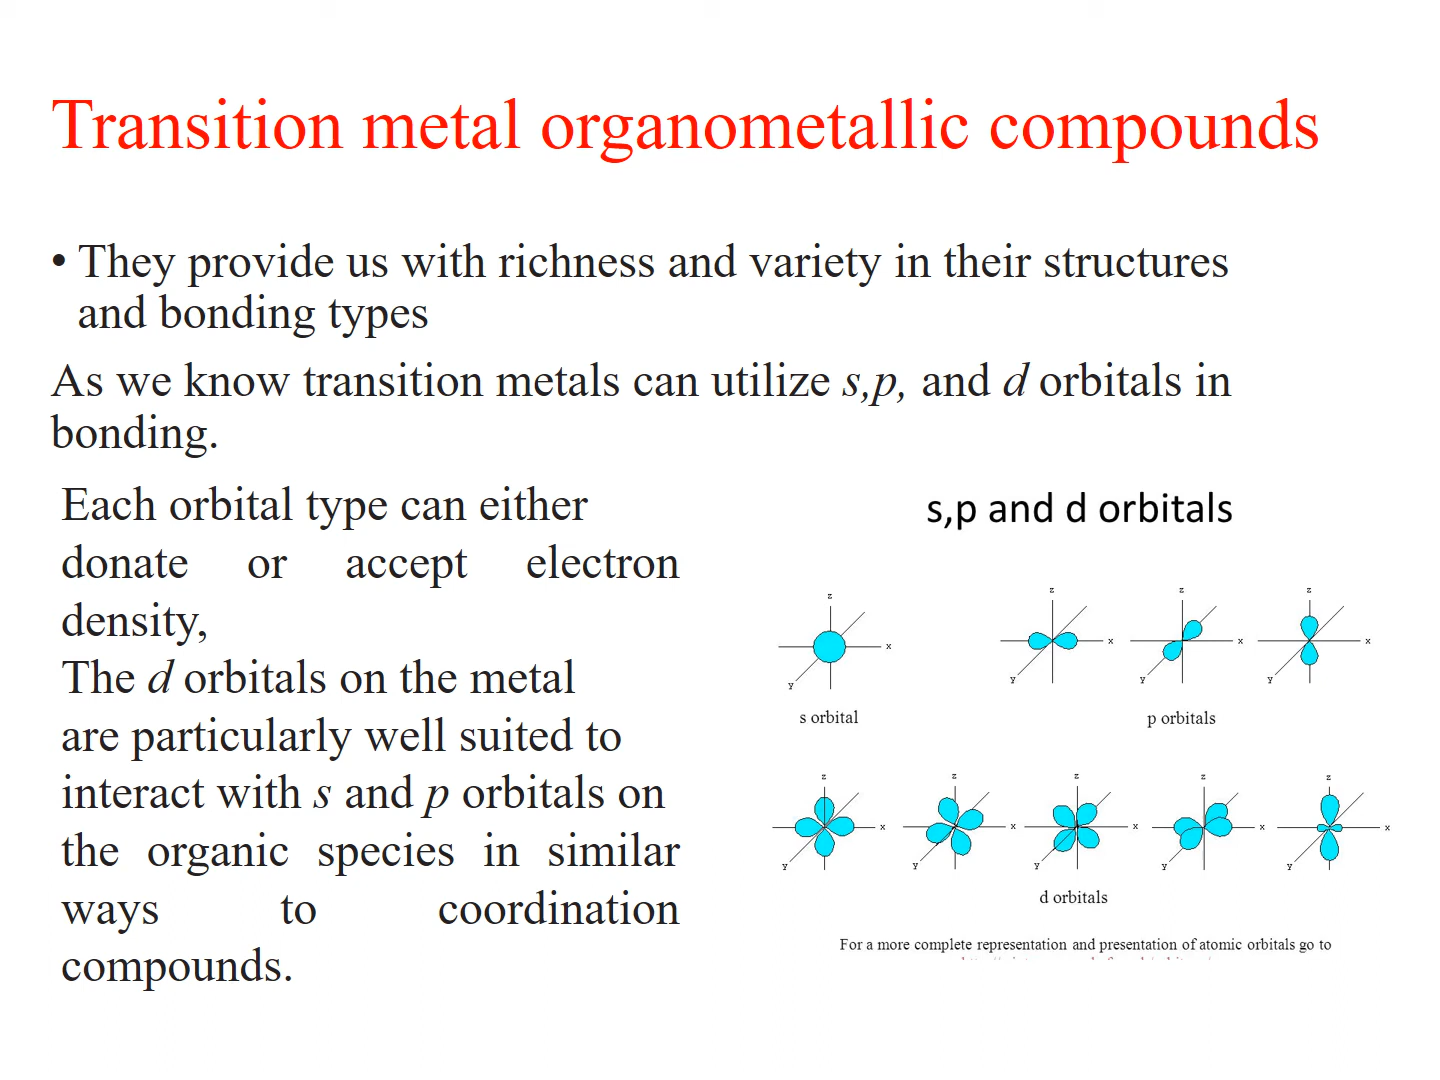 Transition metal organometallic compounds
• They provide us with richness and variety in their structures
and bonding types
As we know transition metals can utilize s,p, and d orbitals in
bonding.
Each orbital type can either
donate or accept electron
density,
The d orbitals on the metal
are particularly well suited to
interact with s and p orbitals on
the organic species in similar
ways to coordination
compounds.
s,p and d orbitals
z
x
y
s orbital
z
x
y
z
x
y
z
x
y
p orbitals
z
x
y
z
x
y
z
x
y
z
x
y
z
x
y
d orbitals
For a more complete representation and presentation of atomic orbitals go to